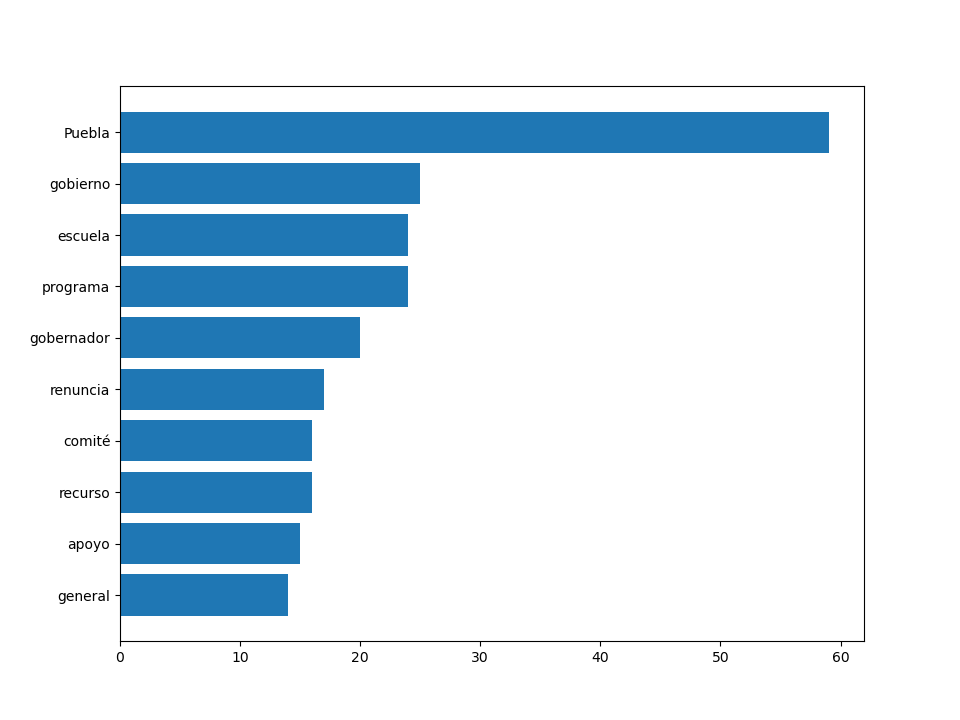 Puebla
gobierno
escuela
programa
gobernador
renuncia
comité
recurso
apoyo
general
0 10 20 30 40 50 60